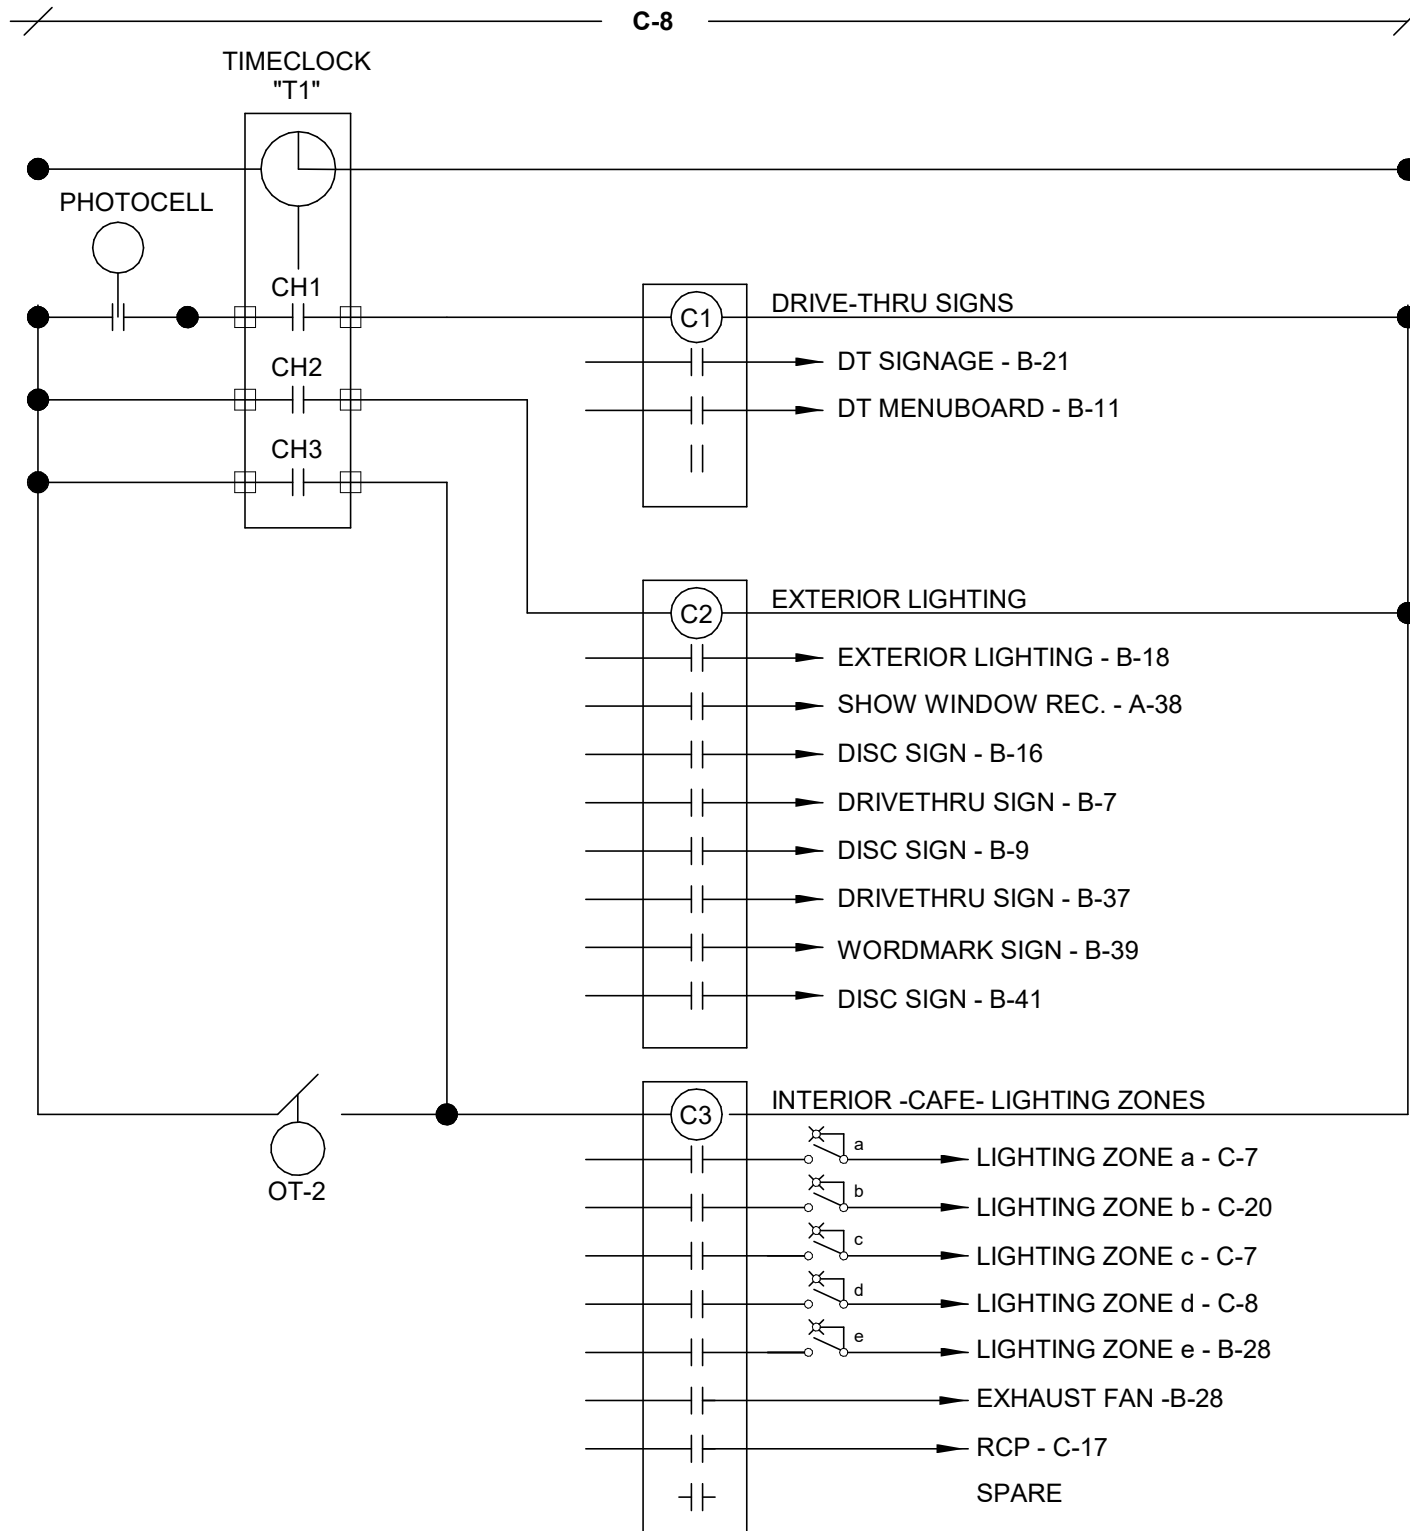 C-8
TIMECLOCK
"T1"
PHOTOCELL
CH1
CH2
CH3
C1
DRIVE-THRU SIGNS
DT SIGNAGE - B-21
DT MENUBOARD - B-11
C2
EXTERIOR LIGHTING
EXTERIOR LIGHTING - B-18
SHOW WINDOW REC. - A-38
DISC SIGN - B-16
DRIVETHRU SIGN - B-7
DISC SIGN - B-9
DRIVETHRU SIGN - B-37
WORDMARK SIGN - B-39
DISC SIGN - B-41
OT-2
C3
INTERIOR -CAFE- LIGHTING ZONES
a
LIGHTING ZONE a - C-7
b
LIGHTING ZONE b - C-20
c
LIGHTING ZONE c - C-7
d
LIGHTING ZONE d - C-8
e
LIGHTING ZONE e - B-28
EXHAUST FAN -B-28
RCP - C-17
SPARE